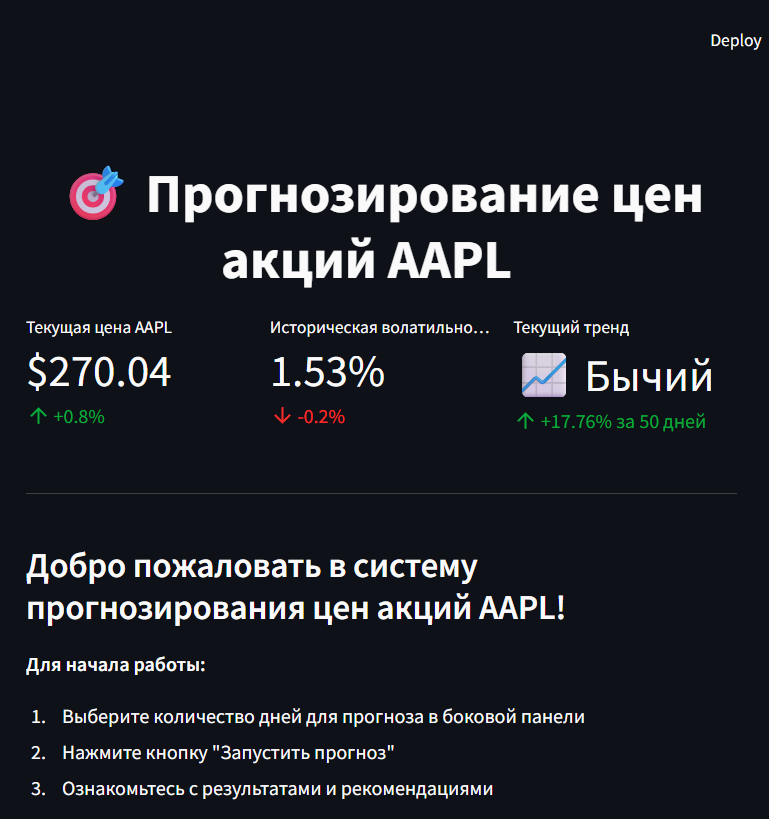 Deploy
Прогнозирование цен
акций AAPL
Текущая цена AAPL
$270.04
↑ +0.8%
Историческая волатильно...
1.53%
↓ -0.2%
Текущий тренд
Бычий
↑ +17.76% за 50 дней
Добро пожаловать в систему
прогнозирования цен акций AAPL!
Для начала работы:
1. Выберите количество дней для прогноза в боковой панели
2. Нажмите кнопку "Запустить прогноз"
3. Ознакомьтесь с результатами и рекомендациями